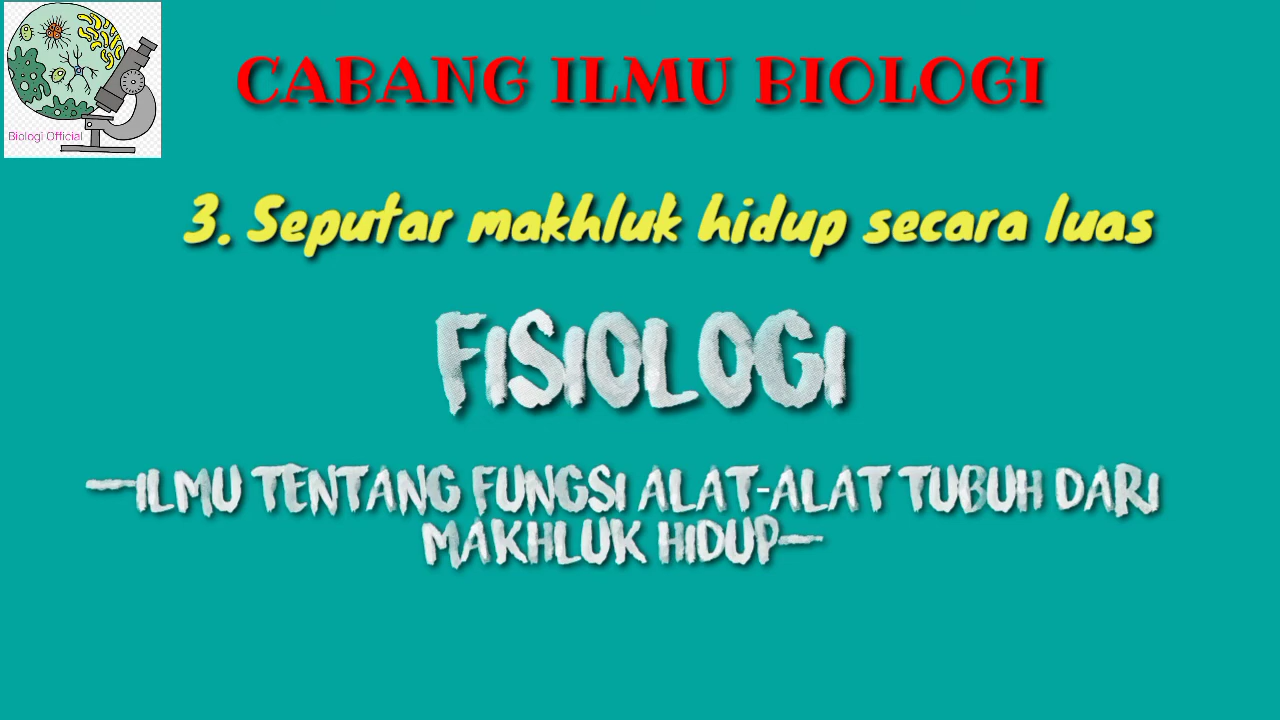 Biologi Official
CABANG ILMU BIOLOGI
3. Seputar makhluk hidup secara luas
FISIOLOGI
—ILMU TENTANG FUNGSI ALAT-ALAT TUBUH DARI
MAKHLUK HIDUP—